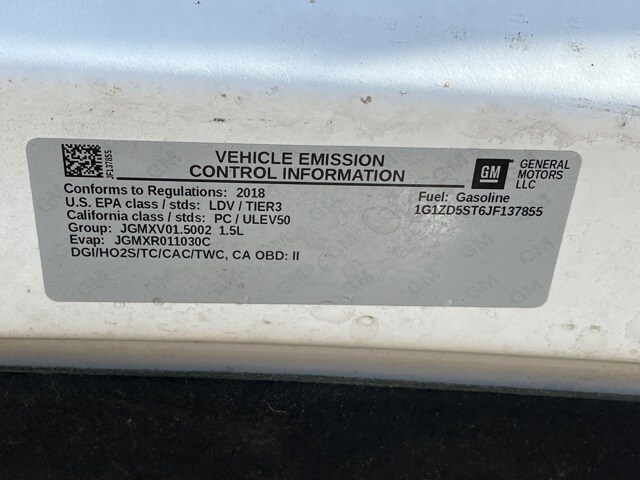 JF137855
VEHICLE EMISSION
CONTROL INFORMATION
GM
GENERAL
MOTORS
LLC
Conforms to Regulations: 2018
U.S. EPA class / stds: LDV / TIER3
California class / stds: PC / ULEV50
Group: JGMXV01.5002 1.5L
Evap: JGMXR011030C
DGI/HO2S/TC/CAC/TWC, CA OBD: II
Fuel: Gasoline
1G1ZD5ST6JF137855